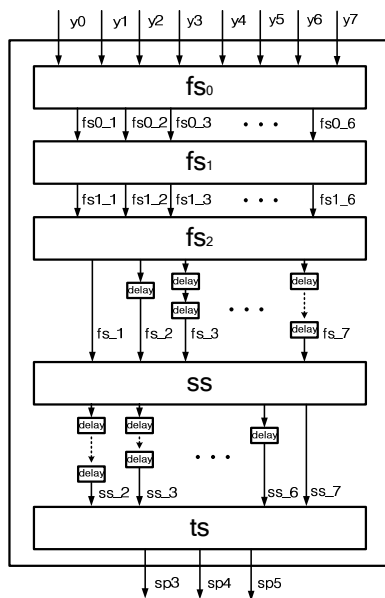 y0 y1 y2 y3 y4 y5 y6 y7
fs0
fs0_1 fs0_2 fs0_3 . . . fs0_6
fs1
fs1_1 fs1_2 fs1_3 . . . fs1_6
fs2
delay delay delay
delay delay . . . delay
fs_1 fs_2 fs_3 fs_7
ss
delay delay delay
delay delay . . .
ss_2 ss_3 ss_6 ss_7
ts
sp3 sp4 sp5